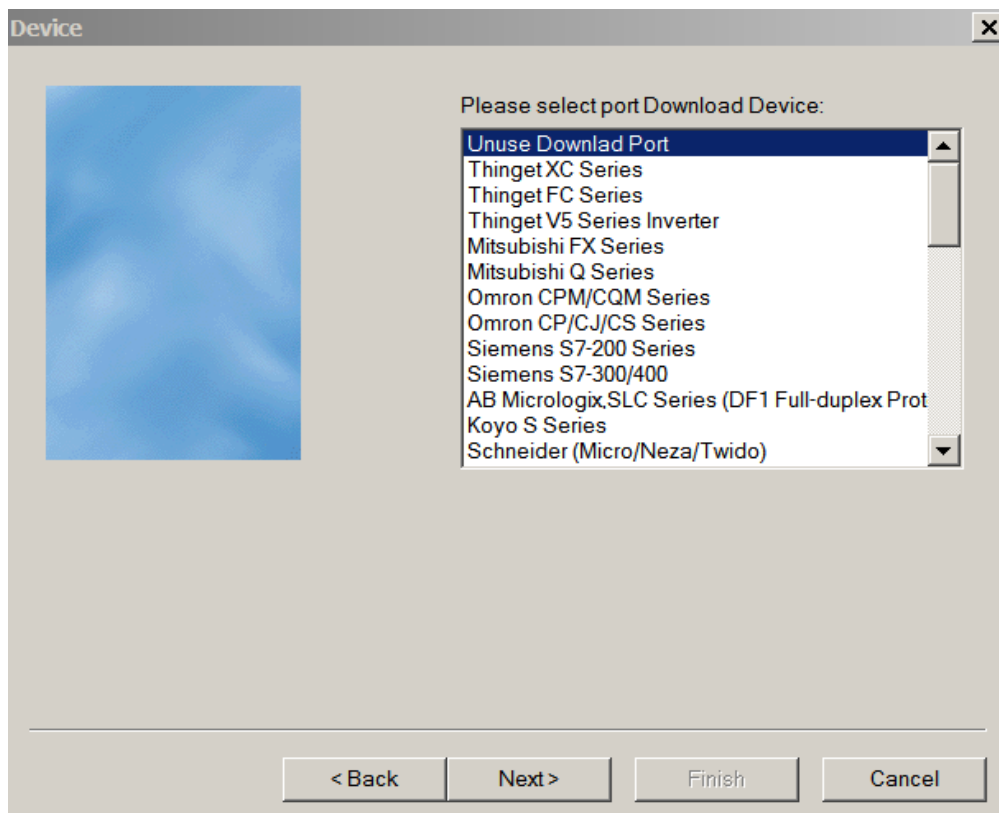 Device
Please select port Download Device:
Unuse Downlad Port
Thinget XC Series
Thinget FC Series
Thinget V5 Series Inverter
Mitsubishi FX Series
Mitsubishi Q Series
Omron CPM/CQM Series
Omron CP/CJ/CS Series
Siemens S7-200 Series
Siemens S7-300/400
AB Micrologix,SLC Series (DF1 Full-duplex Prot
Koyo S Series
Schneider (Micro/Neza/Twido)
< Back
Next >
Finish
Cancel